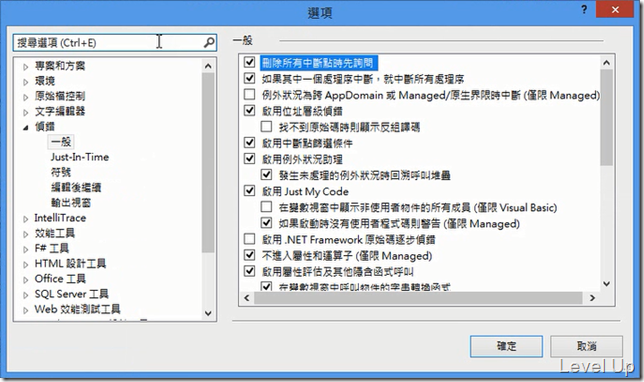 選項
搜尋選項 (Ctrl+E)
專案和方案
環境
原始檔控制
文字編輯器
偵錯
一般
Just-In-Time
符號
編輯後繼續
輸出視窗
IntelliTrace
效能工具
F# 工具
HTML 設計工具
Office 工具
SQL Server 工具
Web 效能測試工具
一般
刪除所有中斷點時先詢問
如果其中一個處理序中斷，就中斷所有處理序
例外狀況為跨 AppDomain 或 Managed/原生界限時中斷 (僅限 Managed)
啟用位址層級偵錯
找不到原始碼時則顯示反組譯碼
啟用中斷點篩選條件
啟用例外狀況助理
發生未處理的例外狀況時回溯呼叫堆疊
啟用 Just My Code
在變數視窗中顯示非使用者物件的所有成員 (僅限 Visual Basic)
如果啟動時沒有使用者程式碼則警告 (僅限 Managed)
啟用 .NET Framework 原始碼逐步偵錯
不進入屬性和運算子 (僅限 Managed)
啟用屬性評估及其他隱含函式呼叫
在變數視窗中呼叫物件的字串轉換函式
確定
取消
Level Up